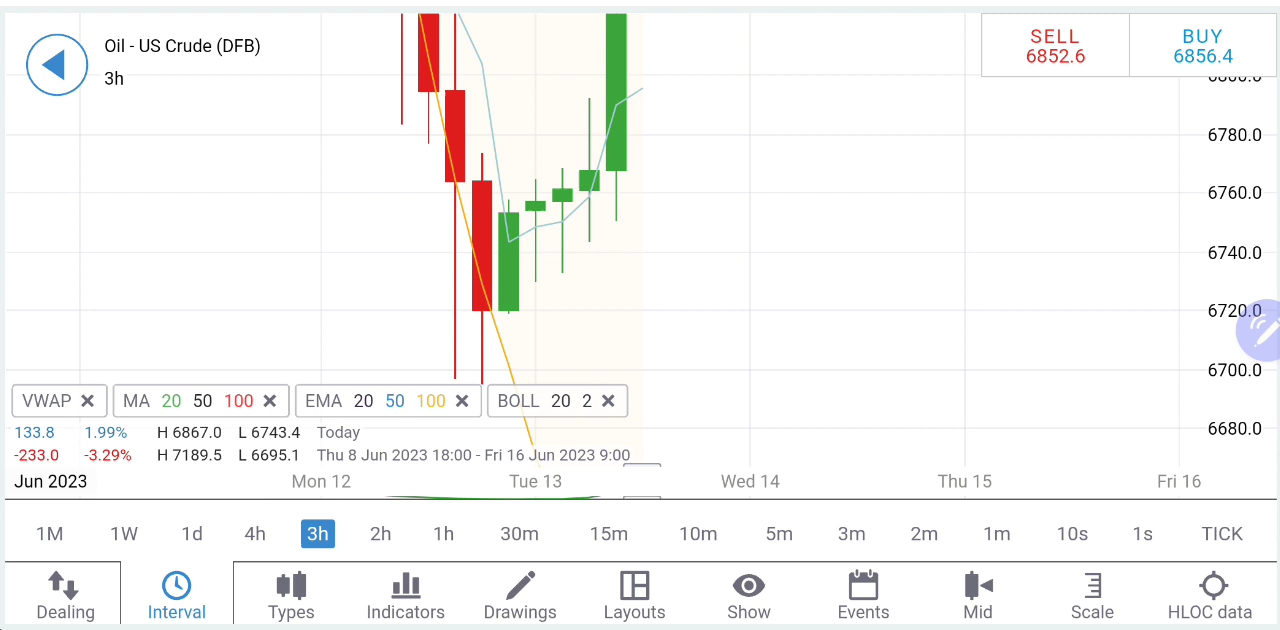 Oil - US Crude (DFB)
3h
SELL
6852.6
BUY
6856.4
6800.0
6780.0
6760.0
6740.0
6720.0
6700.0
6680.0
VWAP ✕ MA 20 50 100 ✕ EMA 20 50 100 ✕ BOLL 20 2 ✕
133.8 1.99% H 6867.0 L 6743.4 Today
-233.0 -3.29% H 7189.5 L 6695.1 Thu 8 Jun 2023 18:00 - Fri 16 Jun 2023 9:00
Jun 2023 Mon 12 Tue 13 Wed 14 Thu 15 Fri 16
1M 1W 1d 4h 3h 2h 1h 30m 15m 10m 5m 3m 2m 1m 10s 1s TICK
Dealing Interval Types Indicators Drawings Layouts Show Events Mid Scale HLOC data